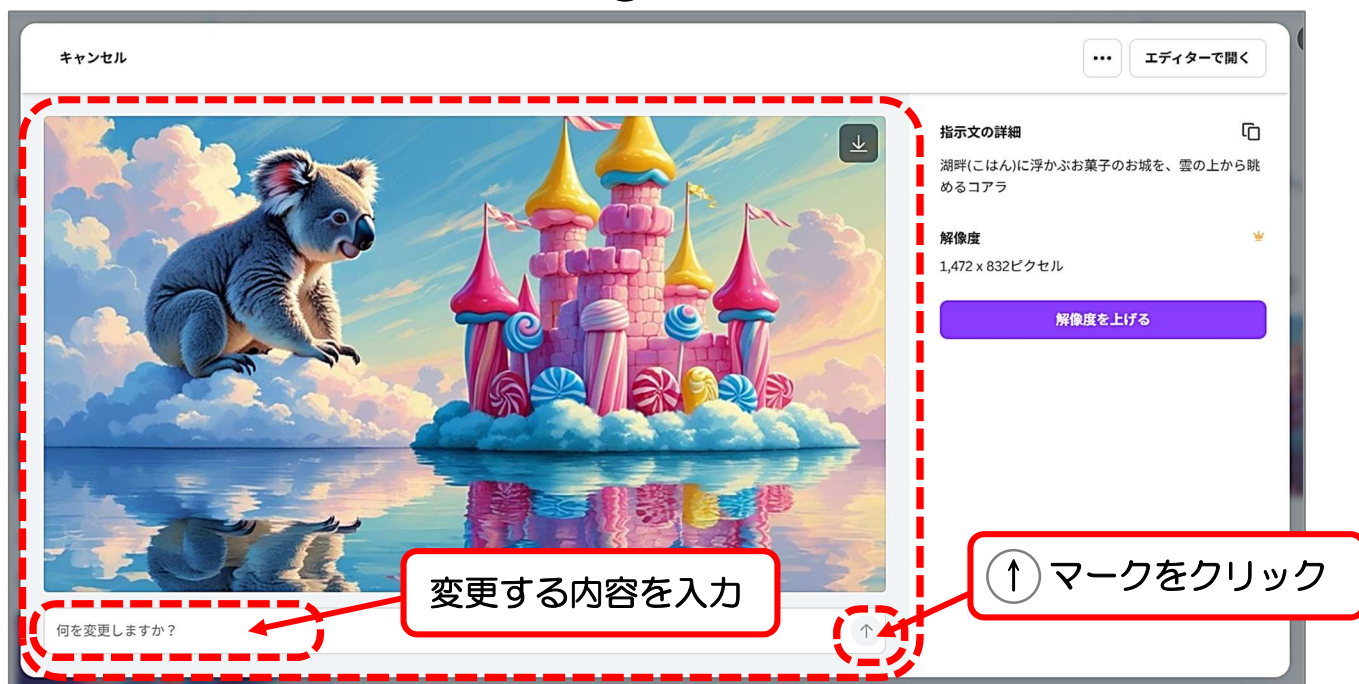 キャンセル
••• エディターで開く
指示文の詳細
湖畔(こはん)に浮かぶお菓子のお城を、雲の上から眺
めるコアラ
解像度
1,472 x 832ピクセル
解像度を上げる
変更する内容を入力
↑マークをクリック
何を変更しますか?